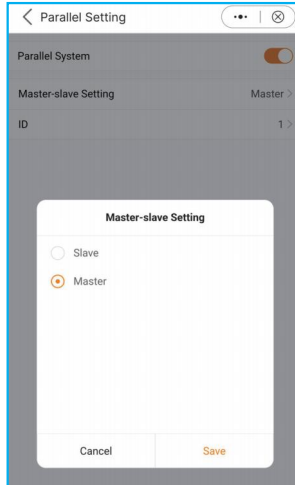 Parallel Setting
Parallel System
Master-slave Setting Master
ID 1
Master-slave Setting
Slave
Master
Cancel Save